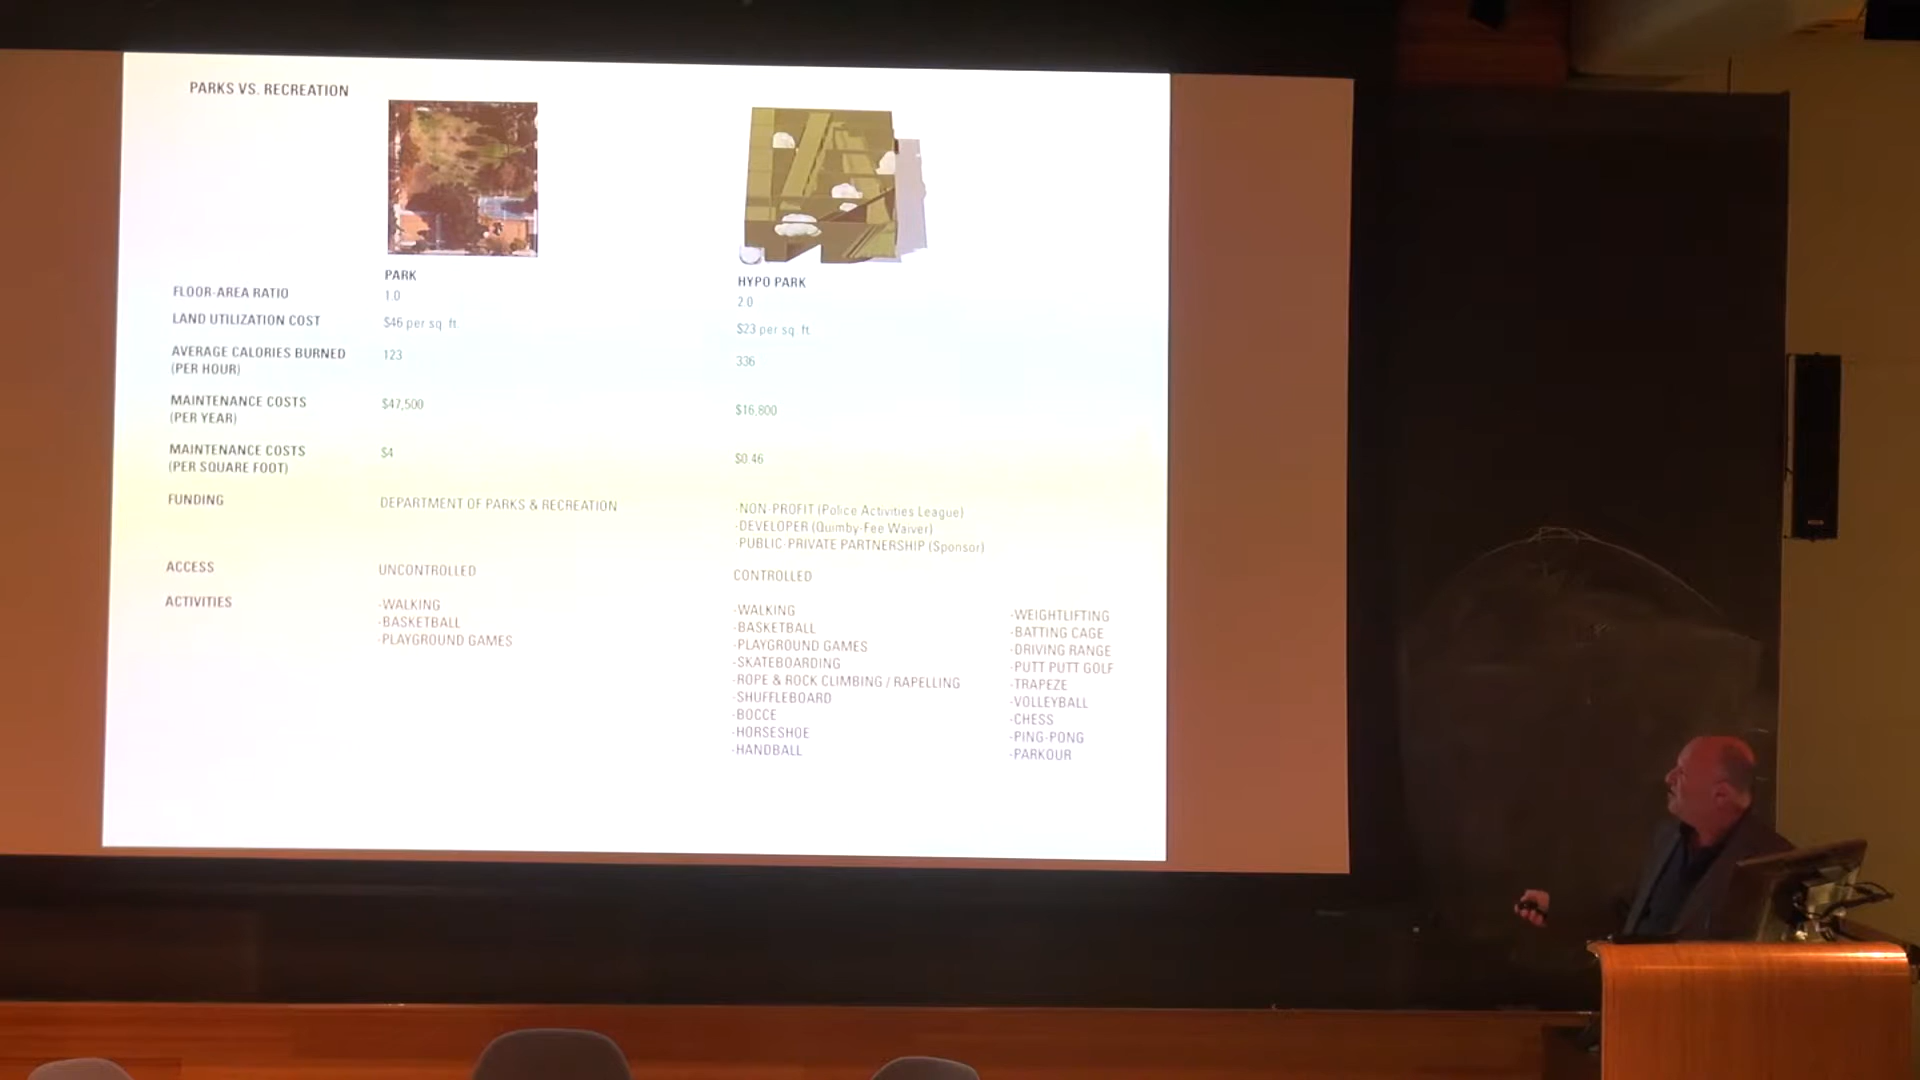 PARKS VS. RECREATION
PARK
HYPO PARK
FLOOR-AREA RATIO
1.0
2.0
LAND UTILIZATION COST
$46 per sq. ft.
$23 per sq. ft.
AVERAGE CALORIES BURNED
(PER HOUR)
123
336
MAINTENANCE COSTS
(PER YEAR)
$47,500
$16,800
MAINTENANCE COSTS
(PER SQUARE FOOT)
$4
$0.46
FUNDING
DEPARTMENT OF PARKS & RECREATION
-NON-PROFIT (Police Activities League)
-DEVELOPER (Quimby-Fee Waiver)
-PUBLIC-PRIVATE PARTNERSHIP (Sponsor)
ACCESS
UNCONTROLLED
CONTROLLED
ACTIVITIES
-WALKING
-BASKETBALL
-PLAYGROUND GAMES
-WALKING
-BASKETBALL
-PLAYGROUND GAMES
-SKATEBOARDING
-ROPE & ROCK CLIMBING / RAPELLING
-SHUFFLEBOARD
-BOCCE
-HORSESHOE
-HANDBALL
-WEIGHTLIFTING
-BATTING CAGE
-DRIVING RANGE
-PUTT PUTT GOLF
-TRAPEZE
-VOLLEYBALL
-CHESS
-PING-PONG
-PARKOUR